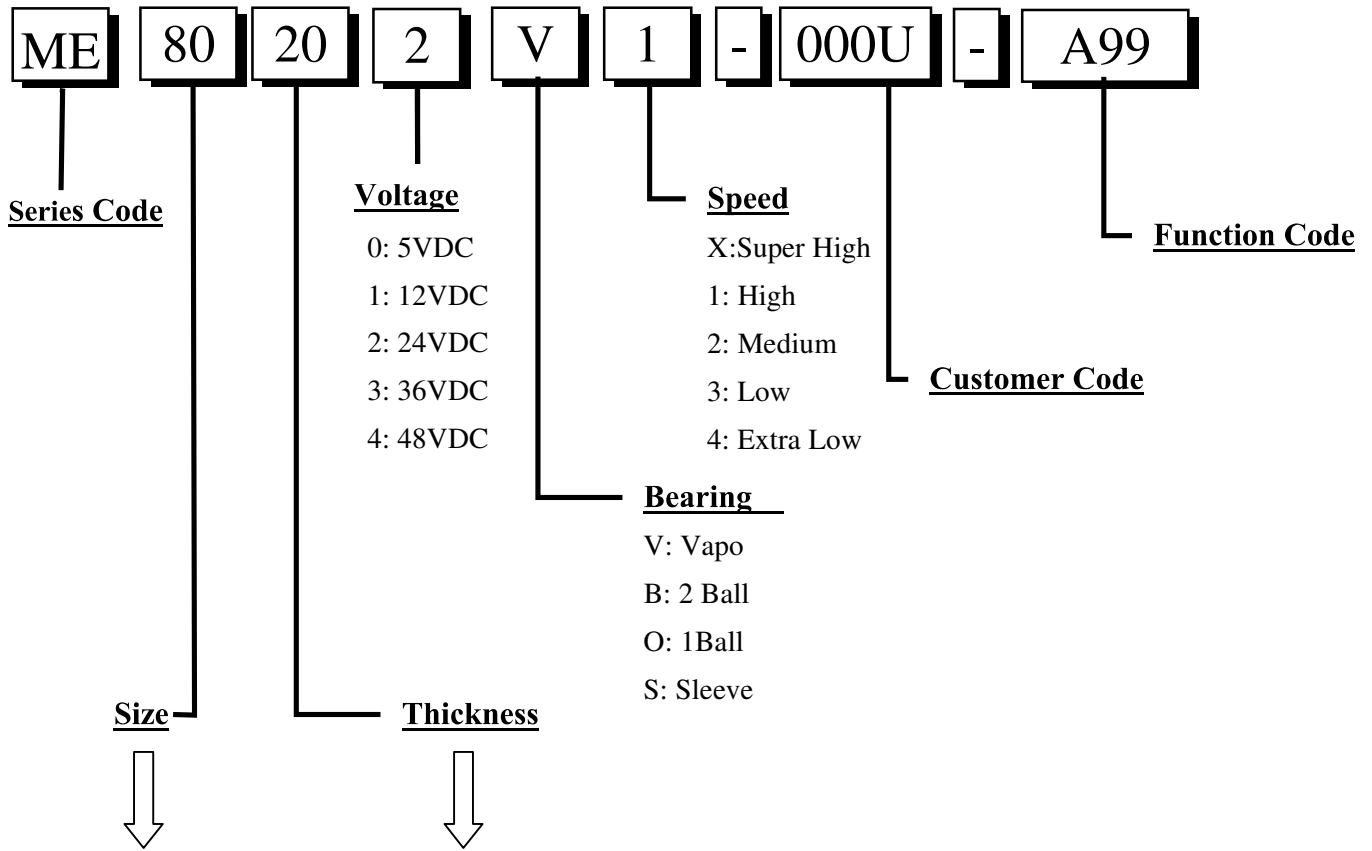 ME 80 20 2 V 1 - 000U - A99
Series Code
Voltage
0: 5VDC
1: 12VDC
2: 24VDC
3: 36VDC
4: 48VDC
Speed
X:Super High
1: High
2: Medium
3: Low
4: Extra Low
Function Code
Customer Code
Bearing
V: Vapo
B: 2 Ball
O: 1Ball
S: Sleeve
Size
Thickness